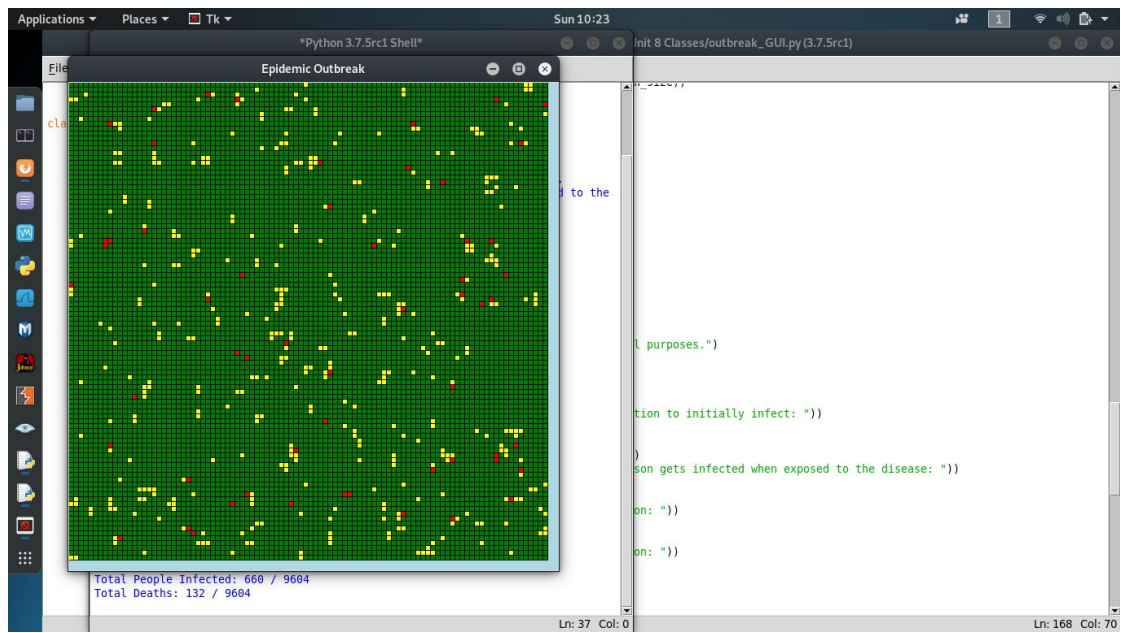 Applications Places Tk Sun 10:23 1
*Python 3.7.5rc1 Shell*
Unit 8 Classes/outbreak_GUI.py (3.7.5rc1)
File
Epidemic Outbreak
cla
d to the
l purposes.")
tion to initially infect: "))
)
son gets infected when exposed to the disease: "))
on: "))
on: "))
Total People Infected: 660 / 9604
Total Deaths: 132 / 9604
Ln: 37 Col: 0
Ln: 168 Col: 70